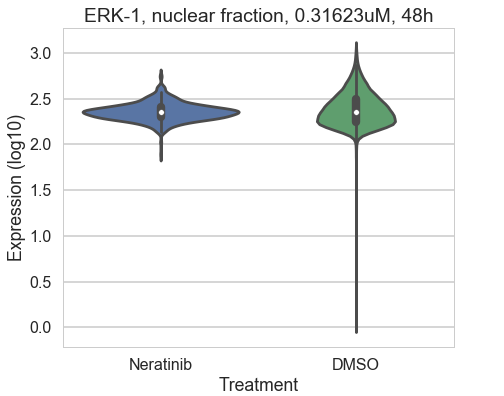 ERK-1, nuclear fraction, 0.31623uM, 48h
Expression (log10)
3.0
2.5
2.0
1.5
1.0
0.5
0.0
Neratinib DMSO
Treatment